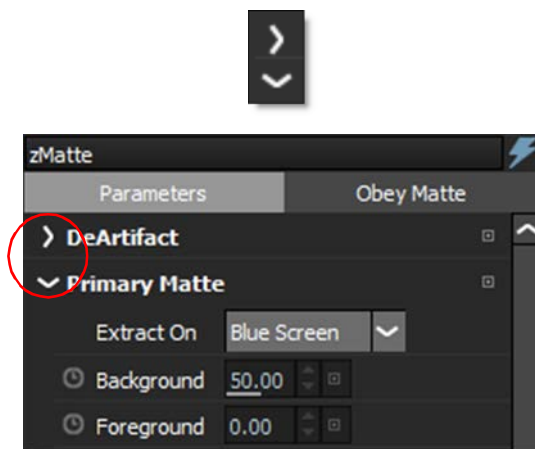 zMatte
Parameters Obey Matte
DeArtifact
Primary Matte
Extract On Blue Screen
Background 50.00
Foreground 0.00